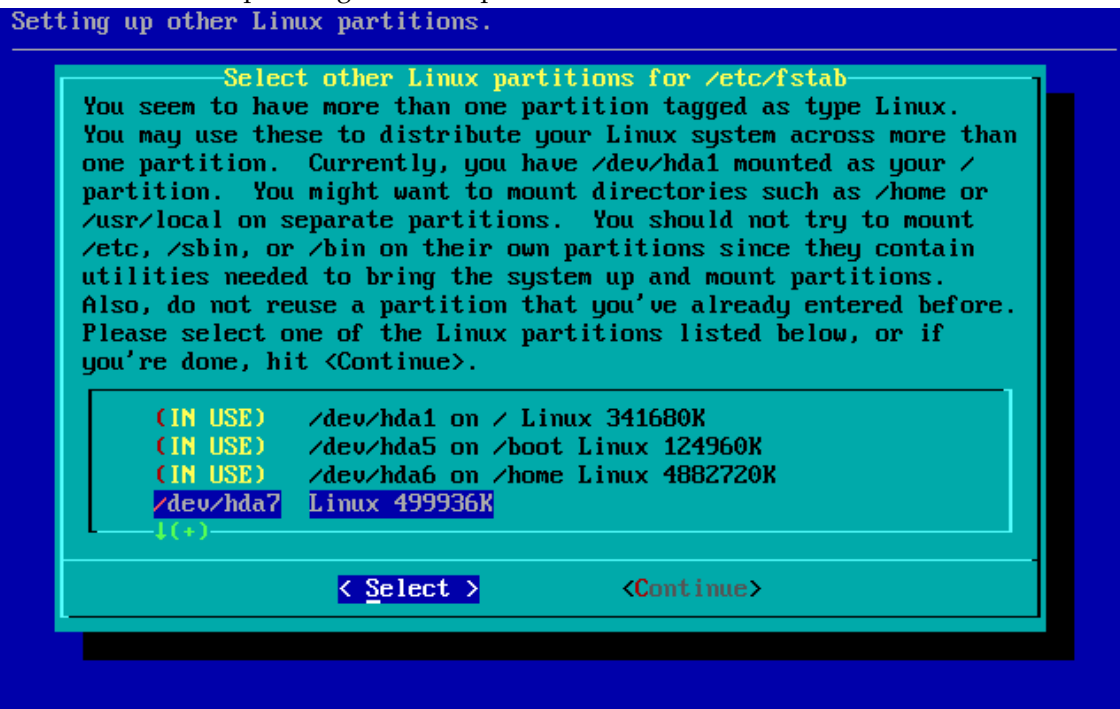 Setting up other Linux partitions.
Select other Linux partitions for /etc/fstab
You seem to have more than one partition tagged as type Linux.
You may use these to distribute your Linux system across more than
one partition.  Currently, you have /dev/hda1 mounted as your /
partition.  You might want to mount directories such as /home or
/usr/local on separate partitions.  You should not try to mount
/etc, /sbin, or /bin on their own partitions since they contain
utilities needed to bring the system up and mount partitions.
Also, do not reuse a partition that you've already entered before.
Please select one of the Linux partitions listed below, or if
you're done, hit <Continue>.
(IN USE)   /dev/hda1 on / Linux 341680K
(IN USE)   /dev/hda5 on /boot Linux 124960K
(IN USE)   /dev/hda6 on /home Linux 4882720K
/dev/hda7  Linux 499936K
↓(+)
< Select >   <Continue>